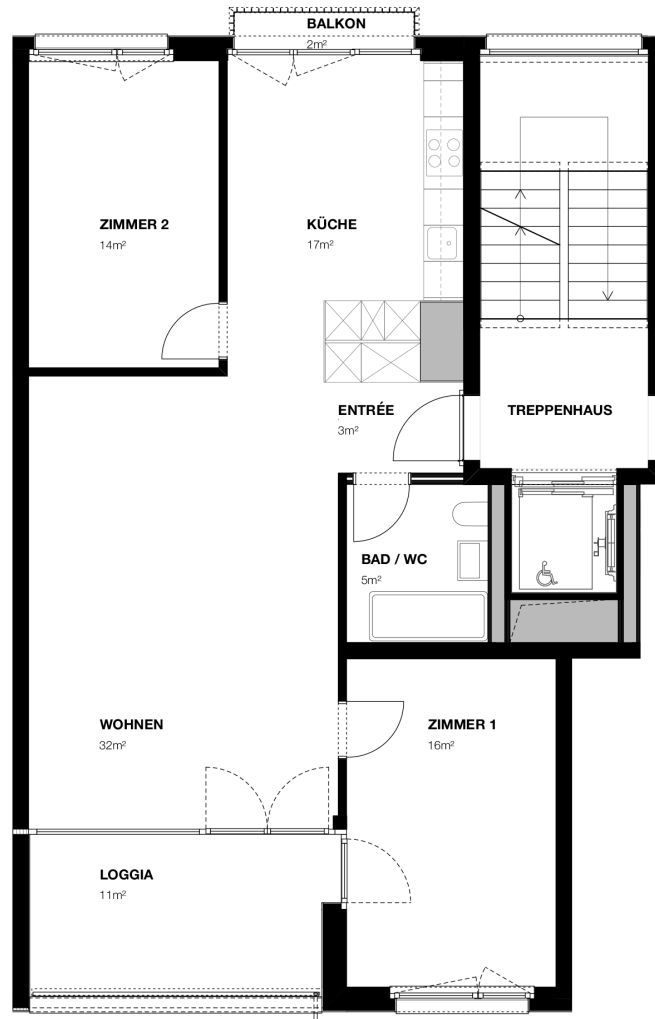 BALKON
2m²
ZIMMER 2
14m²
KÜCHE
17m²
ENTRÉE
3m²
TREPPENHAUS
BAD / WC
5m²
WOHNEN
32m²
ZIMMER 1
16m²
LOGGIA
11m²